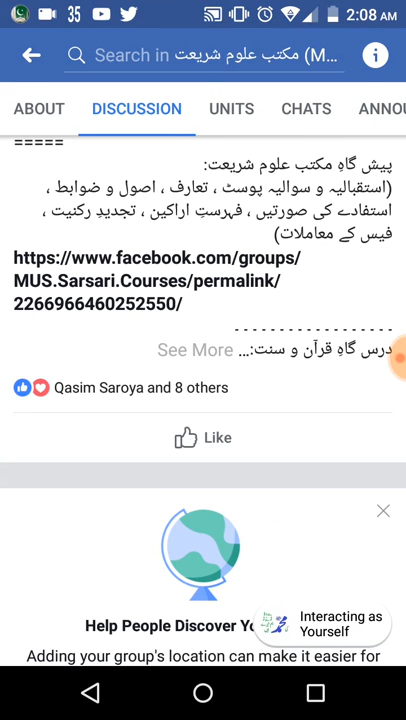 35
2:08 AM
Search in مکتب علوم شریعت (M...
ABOUT DISCUSSION UNITS CHATS ANNOU
=====
پیش گاہِ مکتب علوم شریعت:
(استقبالیہ و سوالیہ پوسٹ ، تعارف ، اصول و ضوابط ،
استفادے کی صورتیں ، فہرستِ اراکین ، تجدیدِ رکنیت ،
فیس کے معاملات)
https://www.facebook.com/groups/
MUS.Sarsari.Courses/permalink/
2266966460252550/
- - - - - - - - - - - - - - - - - -
درس گاہِ قرآن و سنت:... See More
Qasim Saroya and 8 others
Like
Help People Discover Yo
Interacting as
Yourself
Adding your group's location can make it easier for